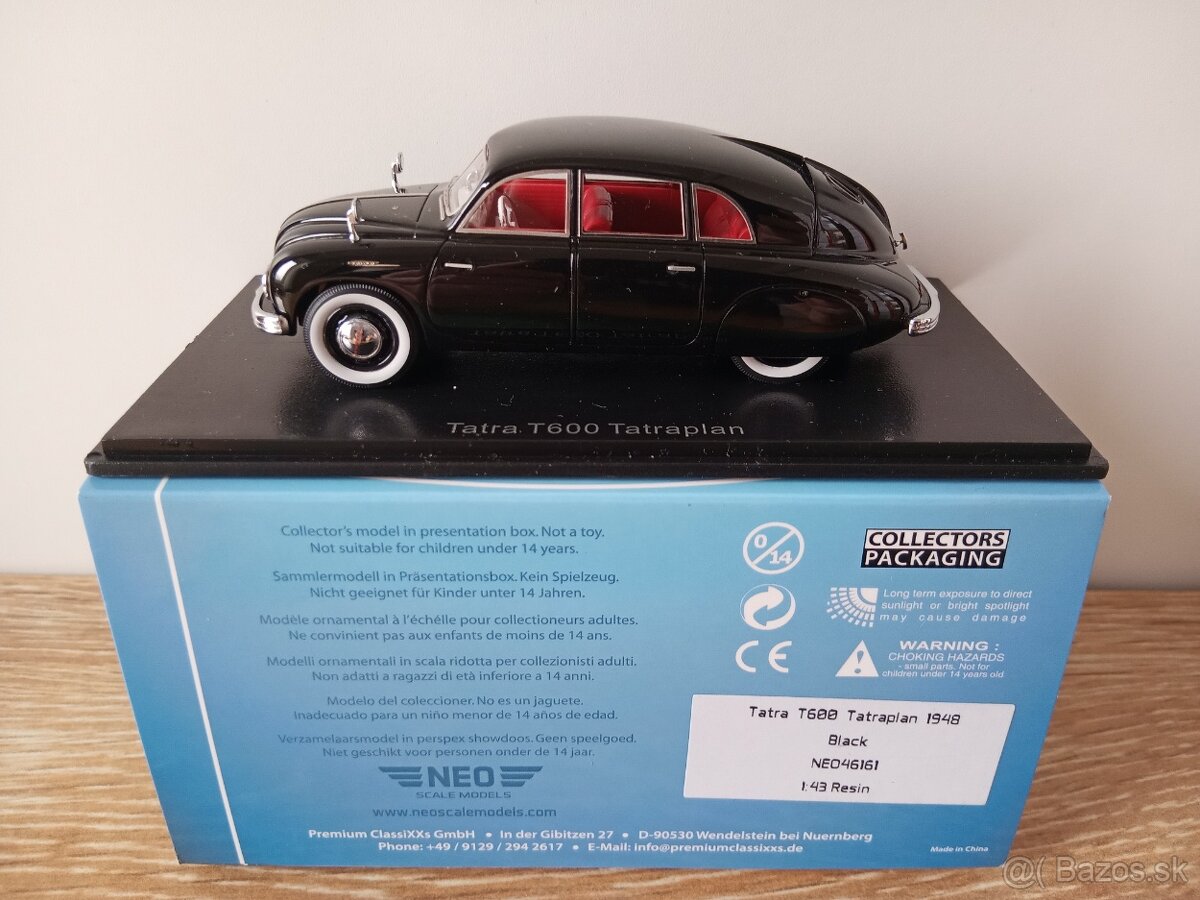 Tatra T600 Tatraplan
Collector's model in presentation box. Not a toy.
Not suitable for children under 14 years.
Sammlermodell in Präsentationsbox. Kein Spielzeug.
Nicht geeignet für Kinder unter 14 Jahren.
Modèle ornamental à l'échélle pour collectioneurs adultes.
Ne convienient pas aux enfants de moins de 14 ans.
Modelli ornamentali in scala ridotta per collezionisti adulti.
Non adatti a ragazzi di età inferiore a 14 anni.
Modelo del coleccioner. No es un jaguete.
Inadecuado para un niño menor de 14 años de edad.
Verzamelaarsmodel in perspex showdoos. Geen speelgoed.
Niet geschikt voor personen onder de 14 jaar.
NEO
SCALE MODELS
www.neoscalemodels.com
0/14
COLLECTORS
PACKAGING
Long term exposure to direct
sunlight or bright spotlight
may cause damage
CE
WARNING :
CHOKING HAZARDS
- small parts. Not for
children under 14 years old
Tatra T600 Tatraplan 1948
Black
NEO46161
1:43 Resin
Premium ClassiXXs GmbH • In der Gibitzen 27 • D-90530 Wendelstein bei Nuernberg
Phone: +49 / 9129 / 294 2617 • E-Mail: info@premiumclassixxs.de
Made in China
@( Bazos.sk